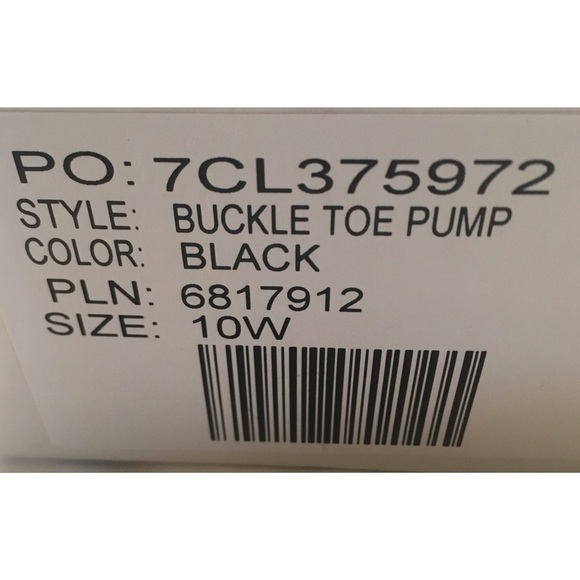 PO: 7CL375972
STYLE: BUCKLE TOE PUMP
COLOR: BLACK
PLN: 6817912
SIZE: 10W